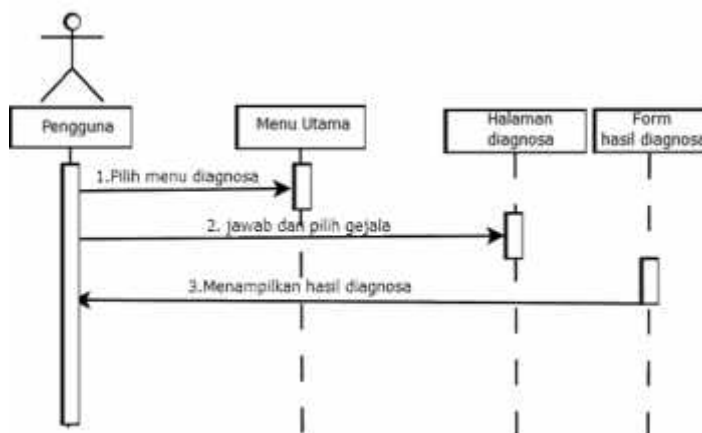 Pengguna
Menu Utama
Halaman
diagnosa
Form
hasil diagnosa
1.Pilih menu diagnosa
2. jawab dan pilih gejala
3.Menampilkan hasil diagnosa